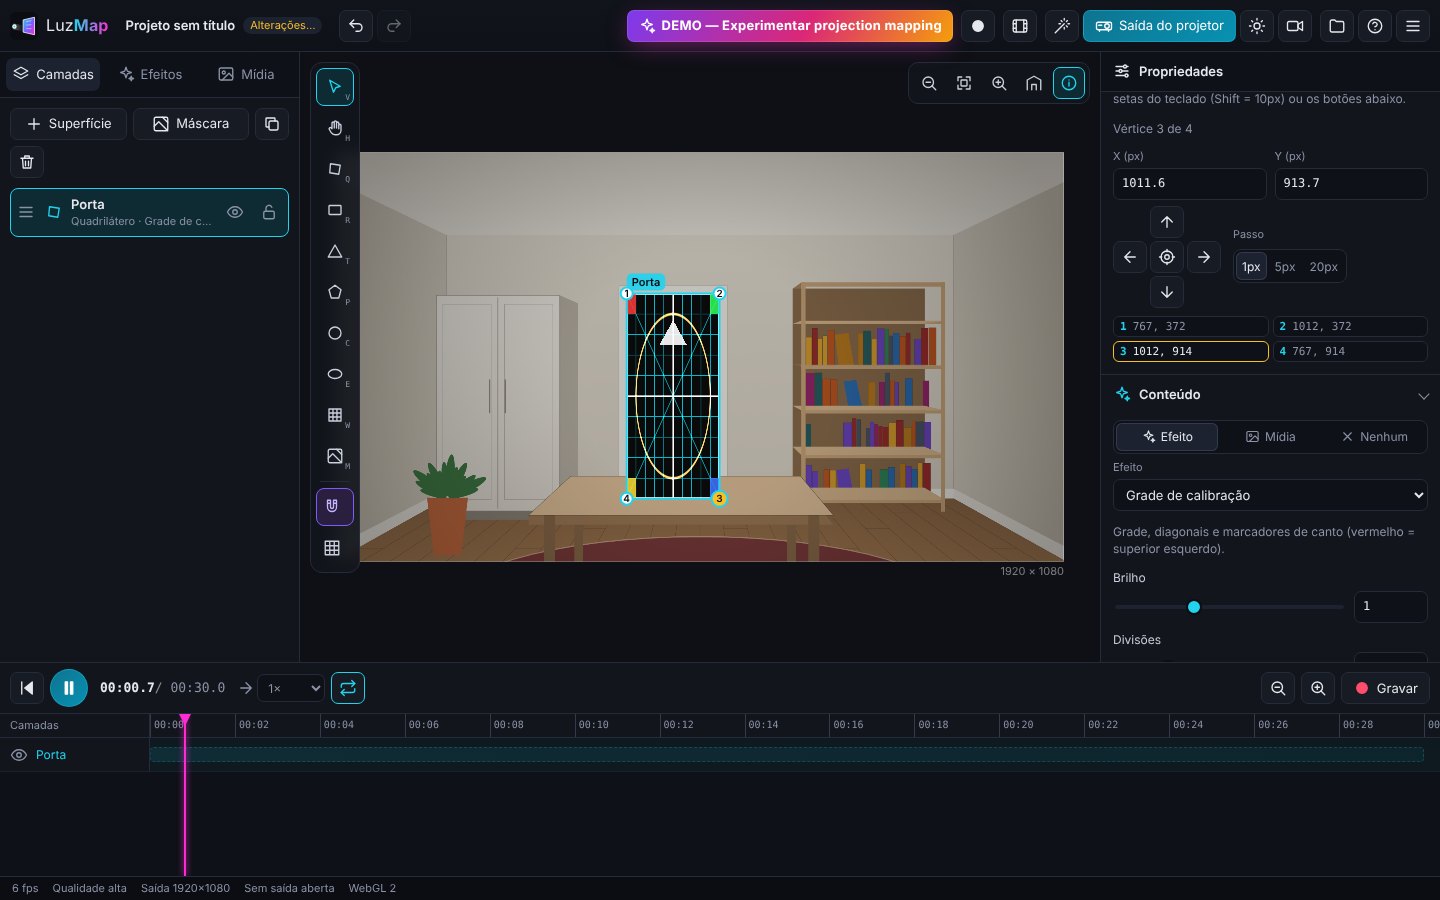 LuzMap
Projeto sem título
Alterações...
DEMO — Experimentar projection mapping
Saída do projetor
Camadas
Efeitos
Mídia
Superfície
Máscara
Porta
Quadrilátero · Grade de c...
V
H
Q
R
T
P
C
E
W
M
Porta
1
2
4
3
1920 × 1080
Propriedades
setas do teclado (Shift = 10px) ou os botões abaixo.
Vértice 3 de 4
X (px)
Y (px)
1011.6
913.7
Passo
1px
5px
20px
1 767, 372
2 1012, 372
3 1012, 914
4 767, 914
Conteúdo
Efeito
Mídia
Nenhum
Efeito
Grade de calibração
Grade, diagonais e marcadores de canto (vermelho =
superior esquerdo).
Brilho
1
Divisões
00:00.7/ 00:30.0
1×
Gravar
Camadas
00:00
00:02
00:04
00:06
00:08
00:10
00:12
00:14
00:16
00:18
00:20
00:22
00:24
00:26
00:28
00
Porta
6 fps
Qualidade alta
Saída 1920×1080
Sem saída aberta
WebGL 2